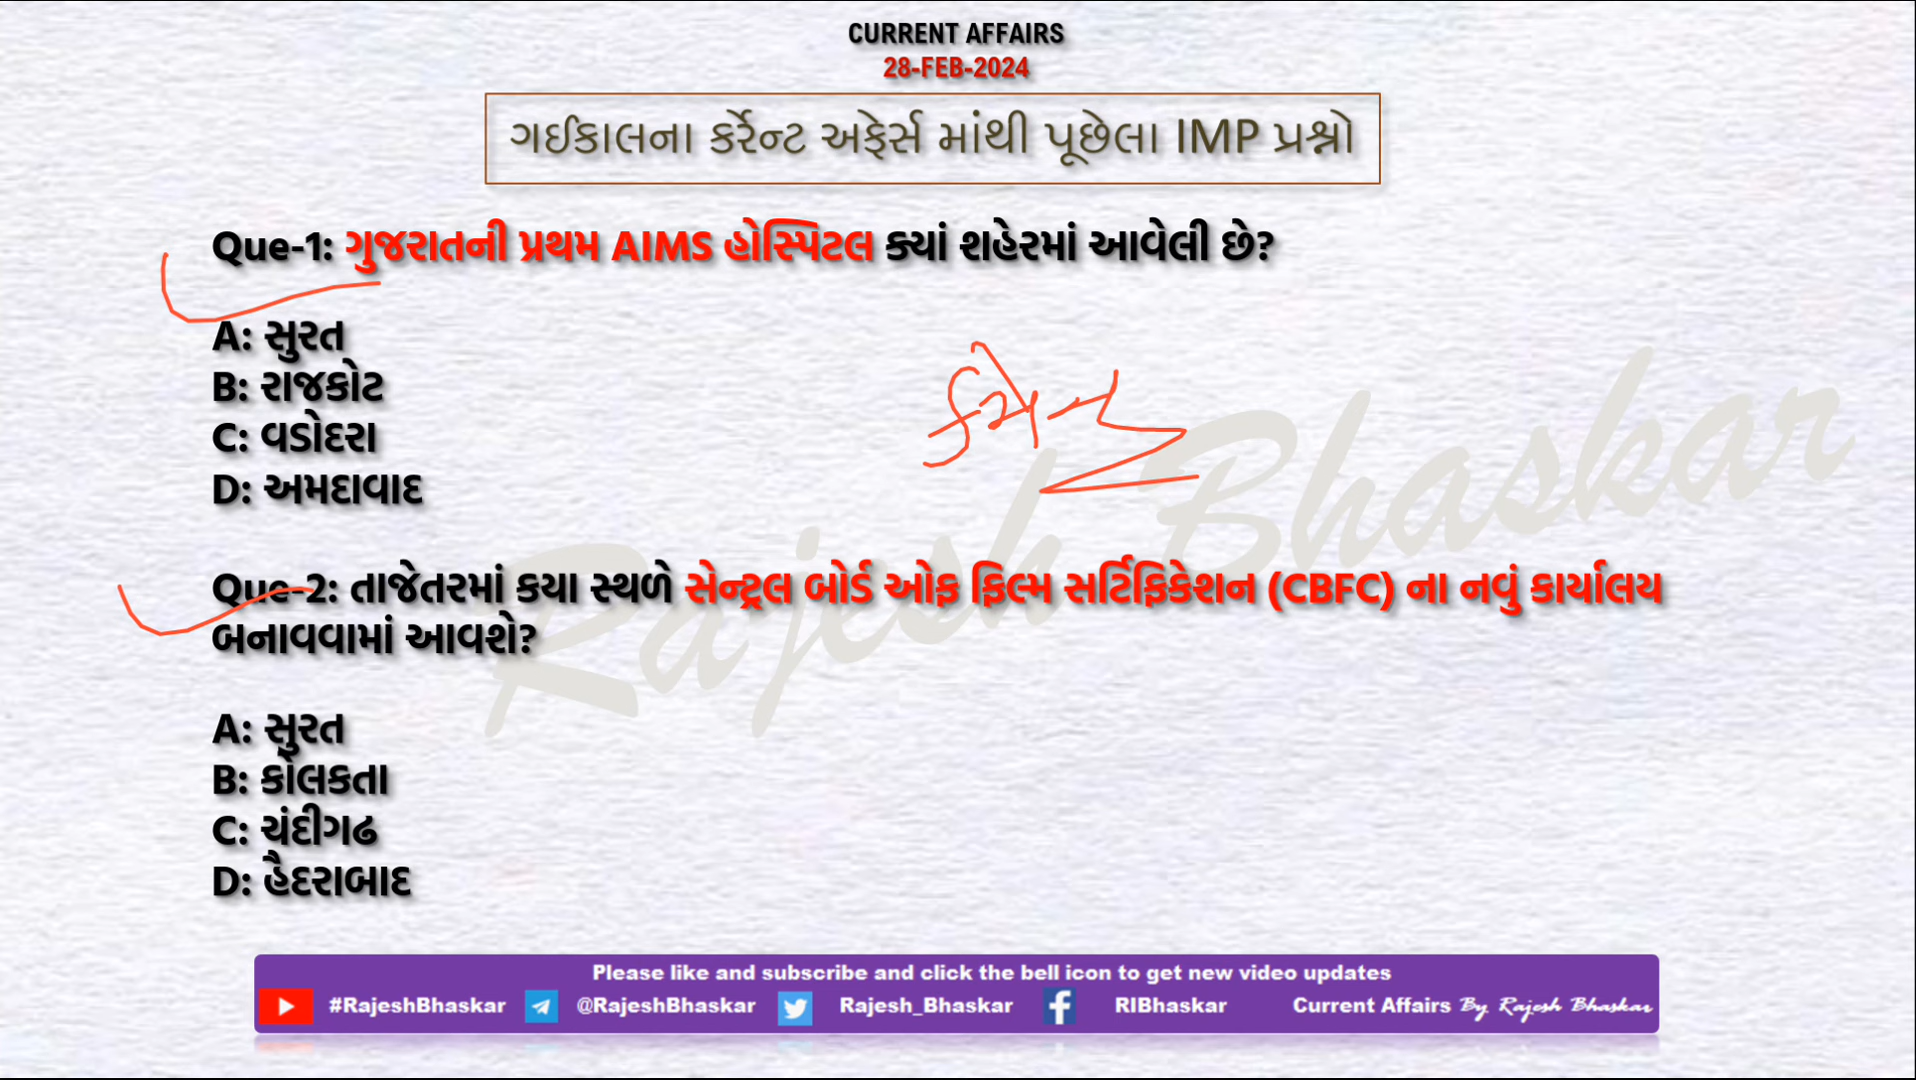 CURRENT AFFAIRS
28-FEB-2024
ગઈકાલના કર્રેન્ટ અફેર્સ માંથી પૂછેલા IMP પ્રશ્નો
Que-1: ગુજરાતની પ્રથમ AIMS હોસ્પિટલ ક્યાં શહેરમાં આવેલી છે?
A: સુરત
B: રાજકોટ
C: વડોદરા
D: અમદાવાદ
Que-2: તાજેતરમાં કયા સ્થળે સેન્ટ્રલ બોર્ડ ઓફ ફિલ્મ સર્ટિફિકેશન (CBFC) ના નવું કાર્યાલય
બનાવવામાં આવશે?
A: સુરત
B: કોલકતા
C: ચંદીગઢ
D: હૈદરાબાદ
Rajesh Bhaskar
Please like and subscribe and click the bell icon to get new video updates
#RajeshBhaskar @RajeshBhaskar Rajesh_Bhaskar RIBhaskar Current Affairs By Rajesh Bhaskar